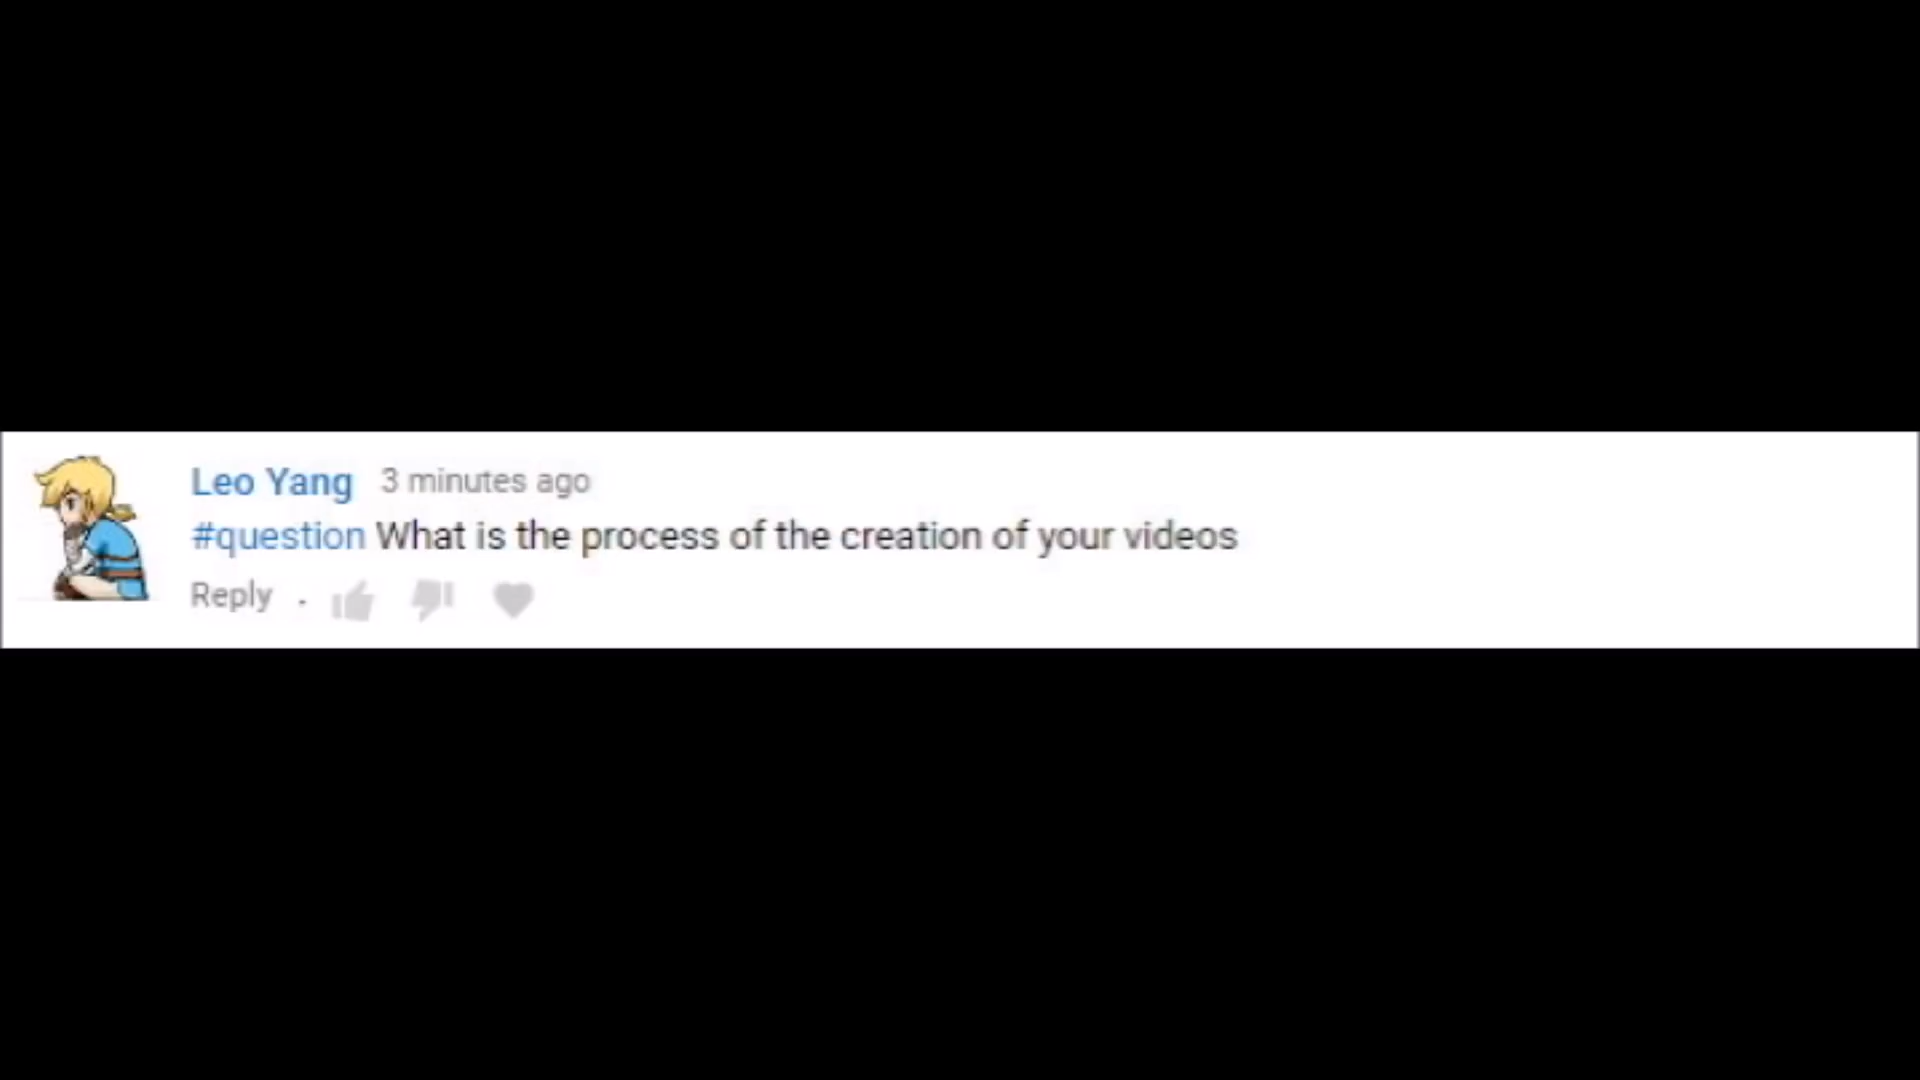 Leo Yang 3 minutes ago
#question What is the process of the creation of your videos
Reply .